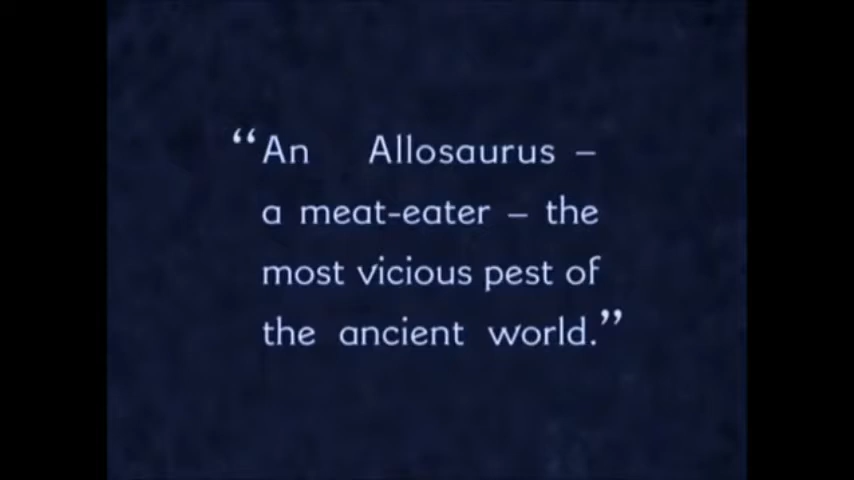 “An Allosaurus –
a meat-eater – the
most vicious pest of
the ancient world.”